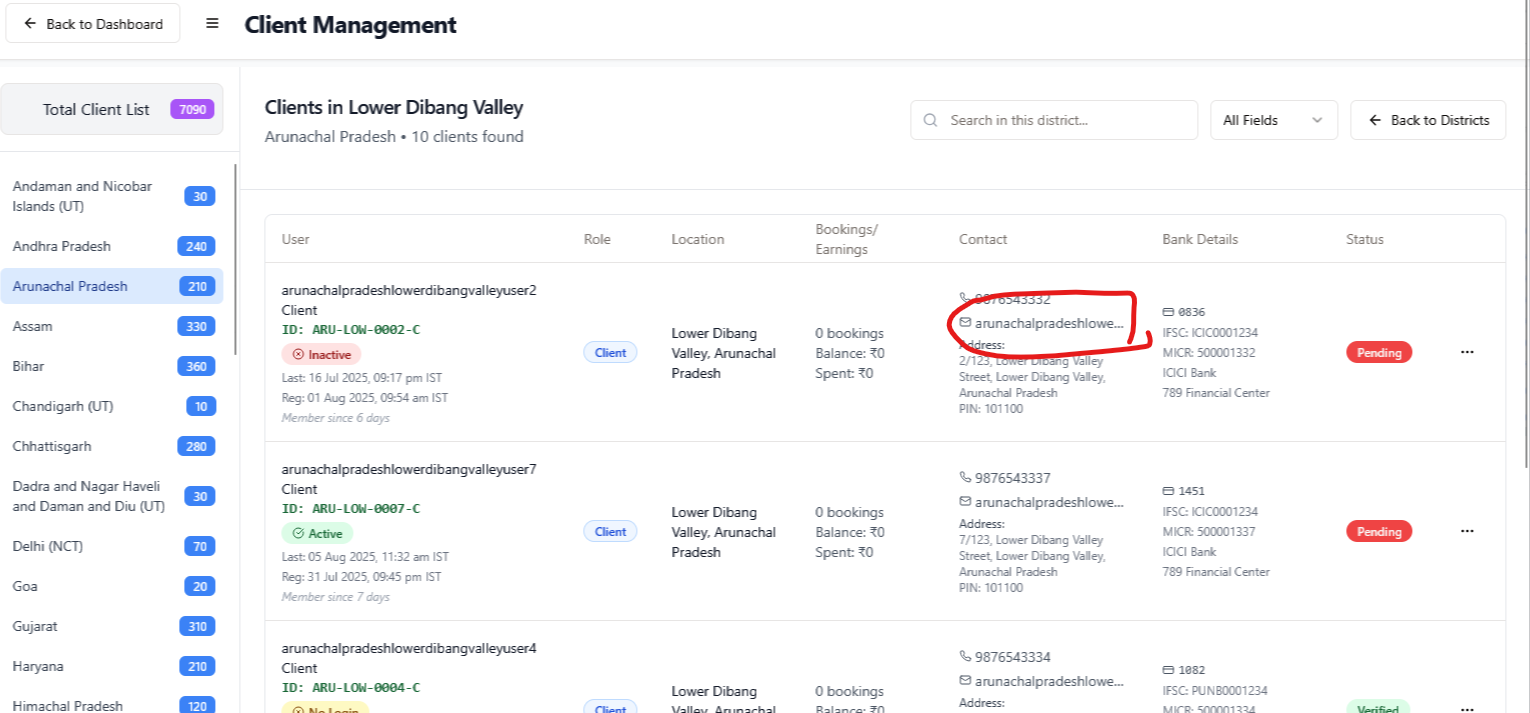 Back to Dashboard
Client Management
Total Client List 7090
Andaman and Nicobar
Islands (UT) 30
Andhra Pradesh 240
Arunachal Pradesh 210
Assam 330
Bihar 360
Chandigarh (UT) 10
Chhattisgarh 280
Dadra and Nagar Haveli
and Daman and Diu (UT) 30
Delhi (NCT) 70
Goa 20
Gujarat 310
Haryana 210
Himachal Pradesh 120
Clients in Lower Dibang Valley
Arunachal Pradesh • 10 clients found
Search in this district...
All Fields
Back to Districts
User
Role
Location
Bookings/
Earnings
Contact
Bank Details
Status
arunachalpradeshlowerdibangvalleyuser2
Client
ID: ARU-LOW-0002-C
Inactive
Last: 16 Jul 2025, 09:17 pm IST
Reg: 01 Aug 2025, 09:54 am IST
Member since 6 days
Client
Lower Dibang
Valley, Arunachal
Pradesh
0 bookings
Balance: ₹0
Spent: ₹0
9876543332
arunachalpradeshlowe...
Address:
2/123, Lower Dibang Valley
Street, Lower Dibang Valley,
Arunachal Pradesh
PIN: 101100
0836
IFSC: ICIC0001234
MICR: 500001332
ICICI Bank
789 Financial Center
Pending
...
arunachalpradeshlowerdibangvalleyuser7
Client
ID: ARU-LOW-0007-C
Active
Last: 05 Aug 2025, 11:32 am IST
Reg: 31 Jul 2025, 09:45 pm IST
Member since 7 days
Client
Lower Dibang
Valley, Arunachal
Pradesh
0 bookings
Balance: ₹0
Spent: ₹0
9876543337
arunachalpradeshlowe...
Address:
7/123, Lower Dibang Valley
Street, Lower Dibang Valley,
Arunachal Pradesh
PIN: 101100
1451
IFSC: ICIC0001234
MICR: 500001337
ICICI Bank
789 Financial Center
Pending
...
arunachalpradeshlowerdibangvalleyuser4
Client
ID: ARU-LOW-0004-C
No Login
Client
Lower Dibang
Valley, Arunachal
0 bookings
Balance: ₹0
9876543334
arunachalpradeshlowe...
Address:
1082
IFSC: PUNB0001234
MICR: 500001334
Verified
...